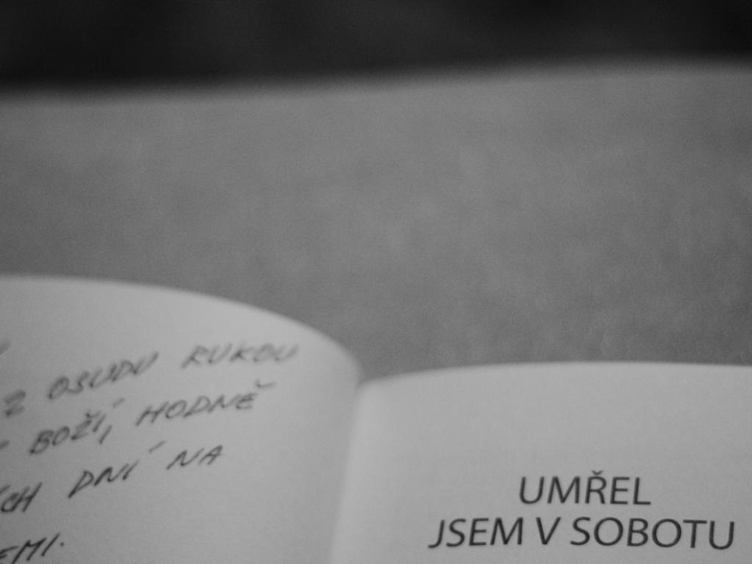 Z OSUDU RUKOU
BOŽÍ, HODNĚ
DNÍ NA
UMŘEL
JSEM V SOBOTU